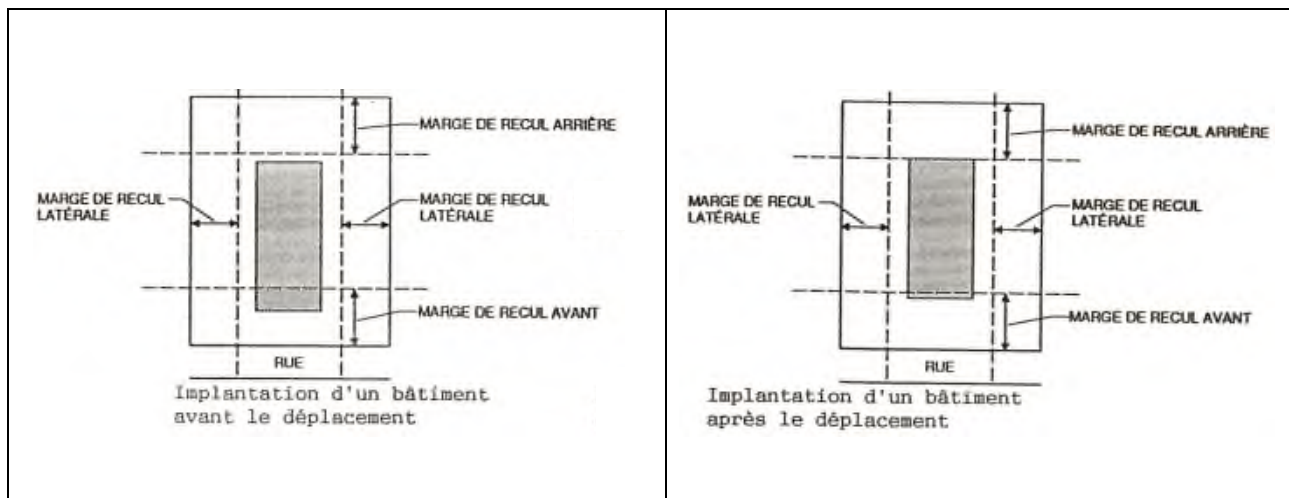 MARGE DE RECUL ARRIÈRE
MARGE DE RECUL
LATÉRALE
MARGE DE RECUL
LATÉRALE
MARGE DE RECUL AVANT
RUE
Implantation d'un bâtiment
avant le déplacement
MARGE DE RECUL ARRIÈRE
MARGE DE RECUL
LATÉRALE
MARGE DE RECUL
LATÉRALE
MARGE DE RECUL AVANT
RUE
Implantation d'un bâtiment
après le déplacement